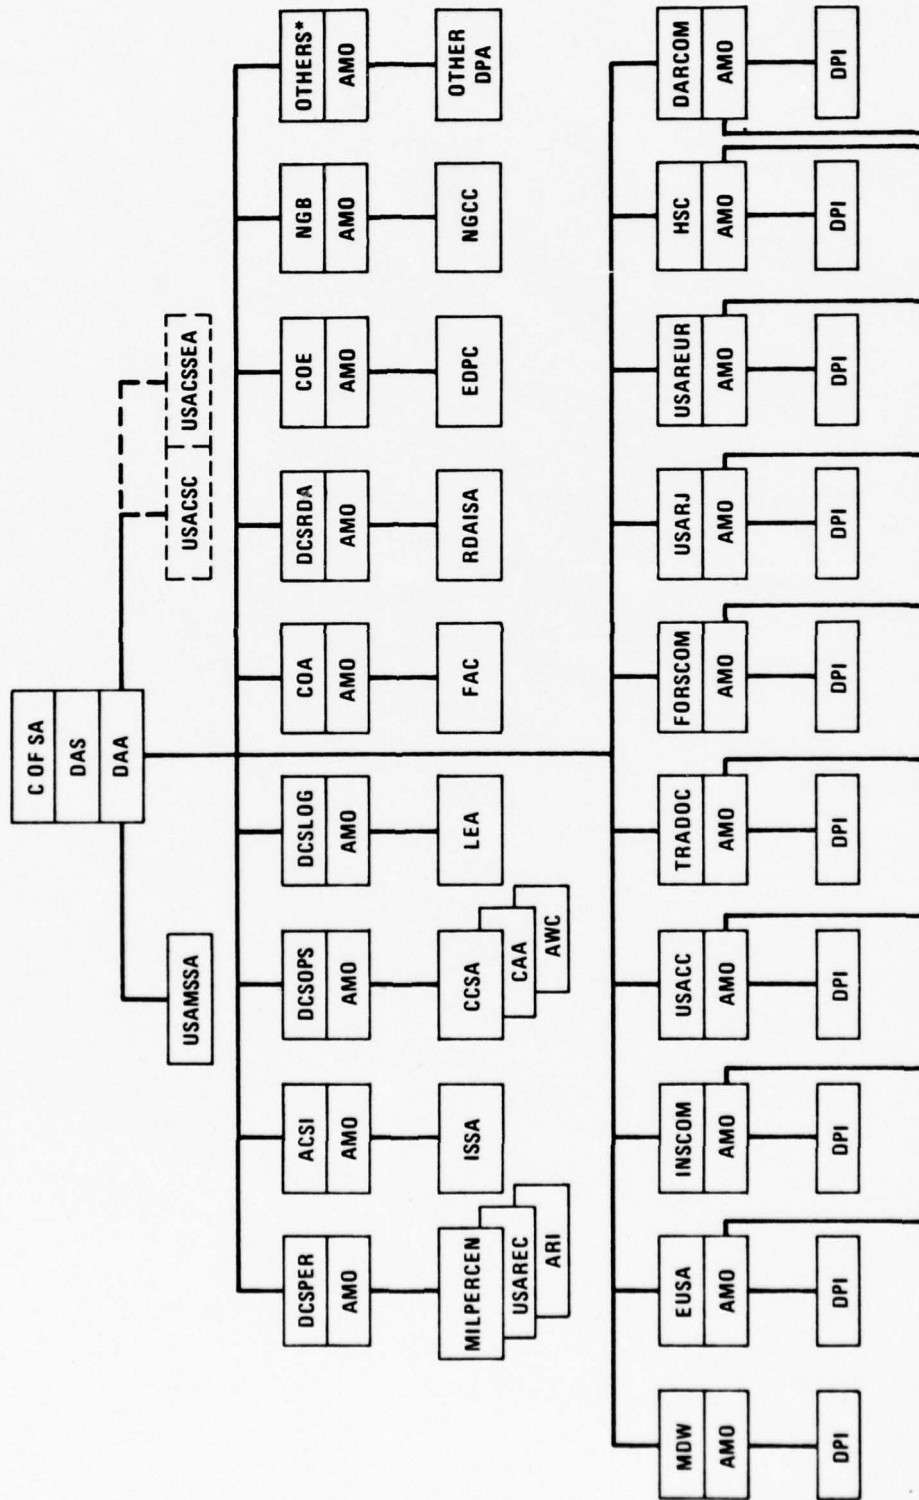 C OF SA
DAS
DAA
USAMSSA
USACSC
USACSSEA
DCSPER
AMO
ACSI
AMO
DCSOPS
AMO
DCSLOG
AMO
COA
AMO
DCSRDA
AMO
COE
AMO
NGB
AMO
OTHERS*
AMO
MILPERCEN
USAREC
ARI
ISSA
CCSA
CAA
AWC
LEA
FAC
RDAISA
EDPC
NGCC
OTHER
DPA
MDW
AMO
EUSA
AMO
INSCOM
AMO
USACC
AMO
TRADOC
AMO
FORSCOM
AMO
USARJ
AMO
USAREUR
AMO
HSC
AMO
DARCOM
AMO
DPI
DPI
DPI
DPI
DPI
DPI
DPI
DPI
DPI
DPI